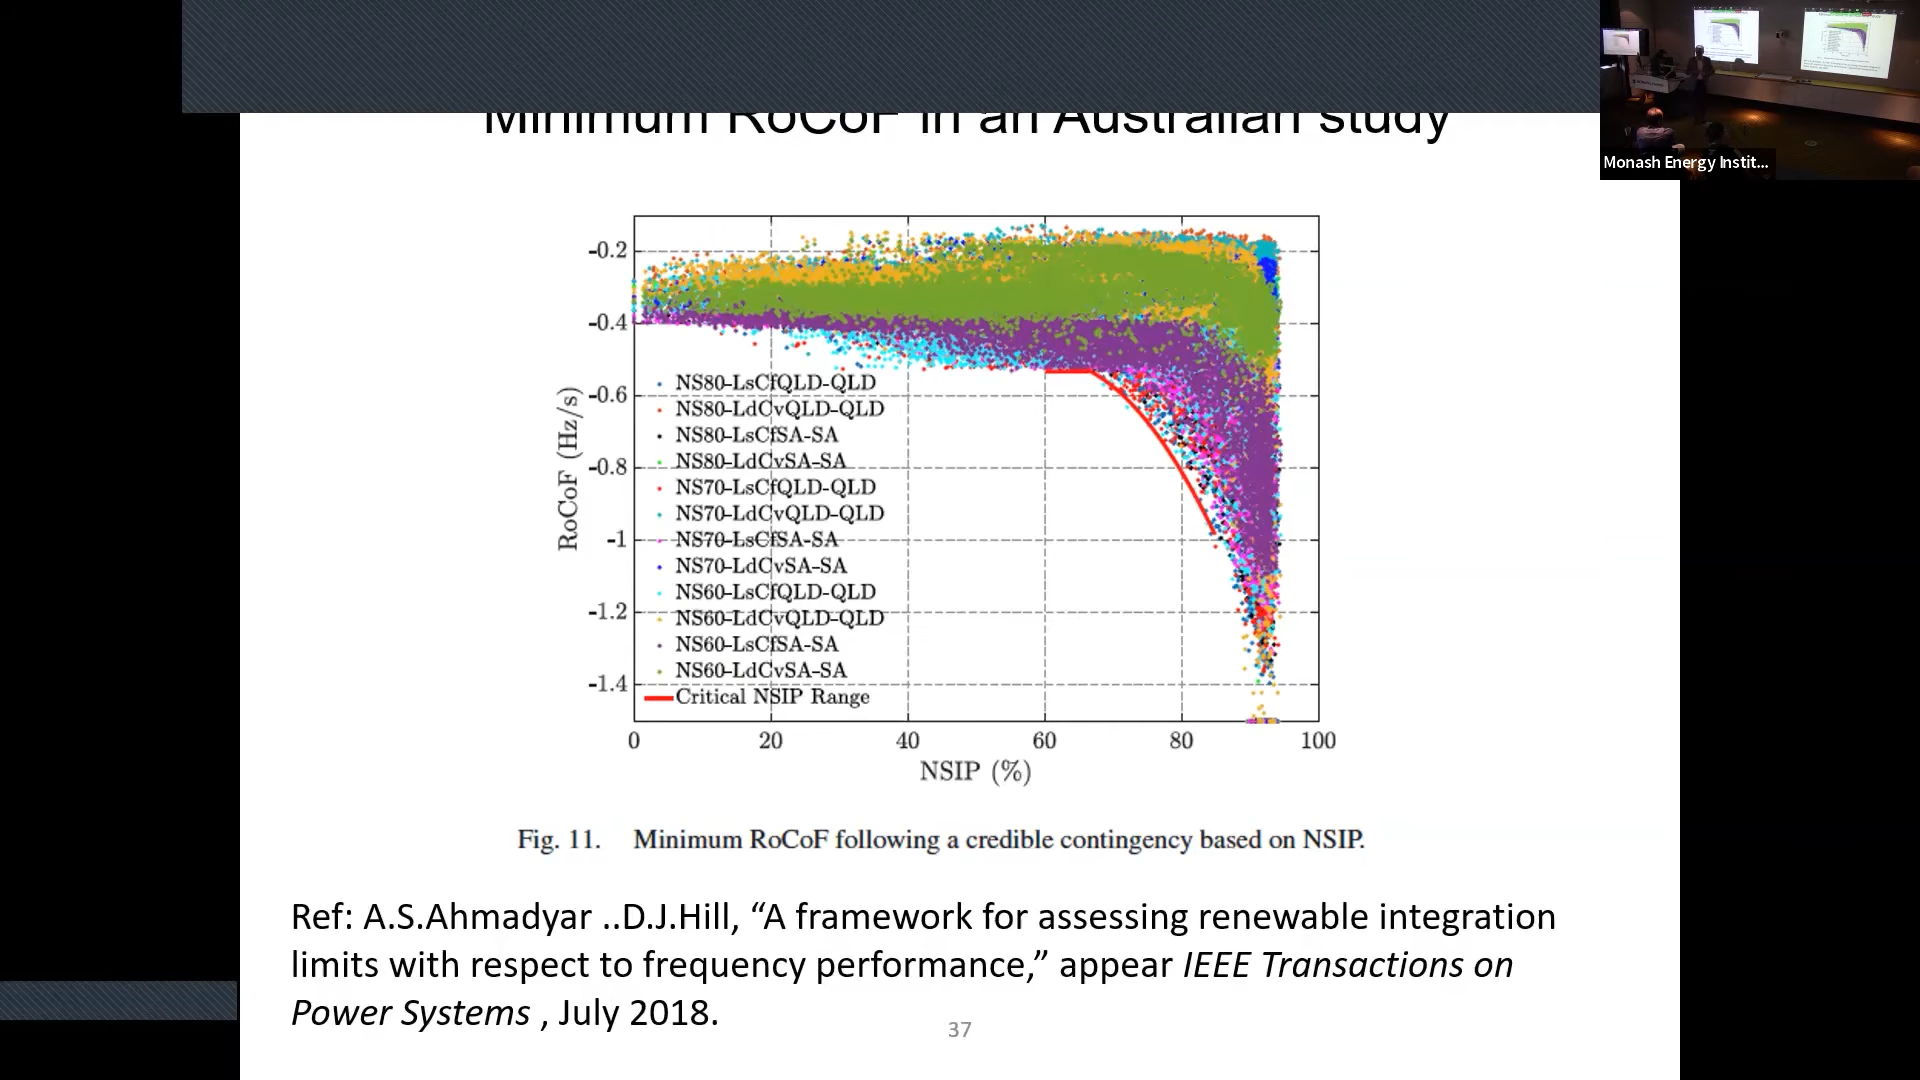 Minimum RoCoF in an Australian study
Monash Energy Instit...
-0.2
-0.4
-0.6
-0.8
-1
-1.2
-1.4
RoCoF (Hz/s)
NS80-LsCfQLD-QLD
NS80-LdCvQLD-QLD
NS80-LsCfSA-SA
NS80-LdCvSA-SA
NS70-LsCfQLD-QLD
NS70-LdCvQLD-QLD
NS70-LsCfSA-SA
NS70-LdCvSA-SA
NS60-LsCfQLD-QLD
NS60-LdCvQLD-QLD
NS60-LsCfSA-SA
NS60-LdCvSA-SA
Critical NSIP Range
0 20 40 60 80 100
NSIP (%)
Fig. 11. Minimum RoCoF following a credible contingency based on NSIP.
Ref: A.S.Ahmadyar ..D.J.Hill, “A framework for assessing renewable integration
limits with respect to frequency performance,” appear IEEE Transactions on
Power Systems , July 2018.
37